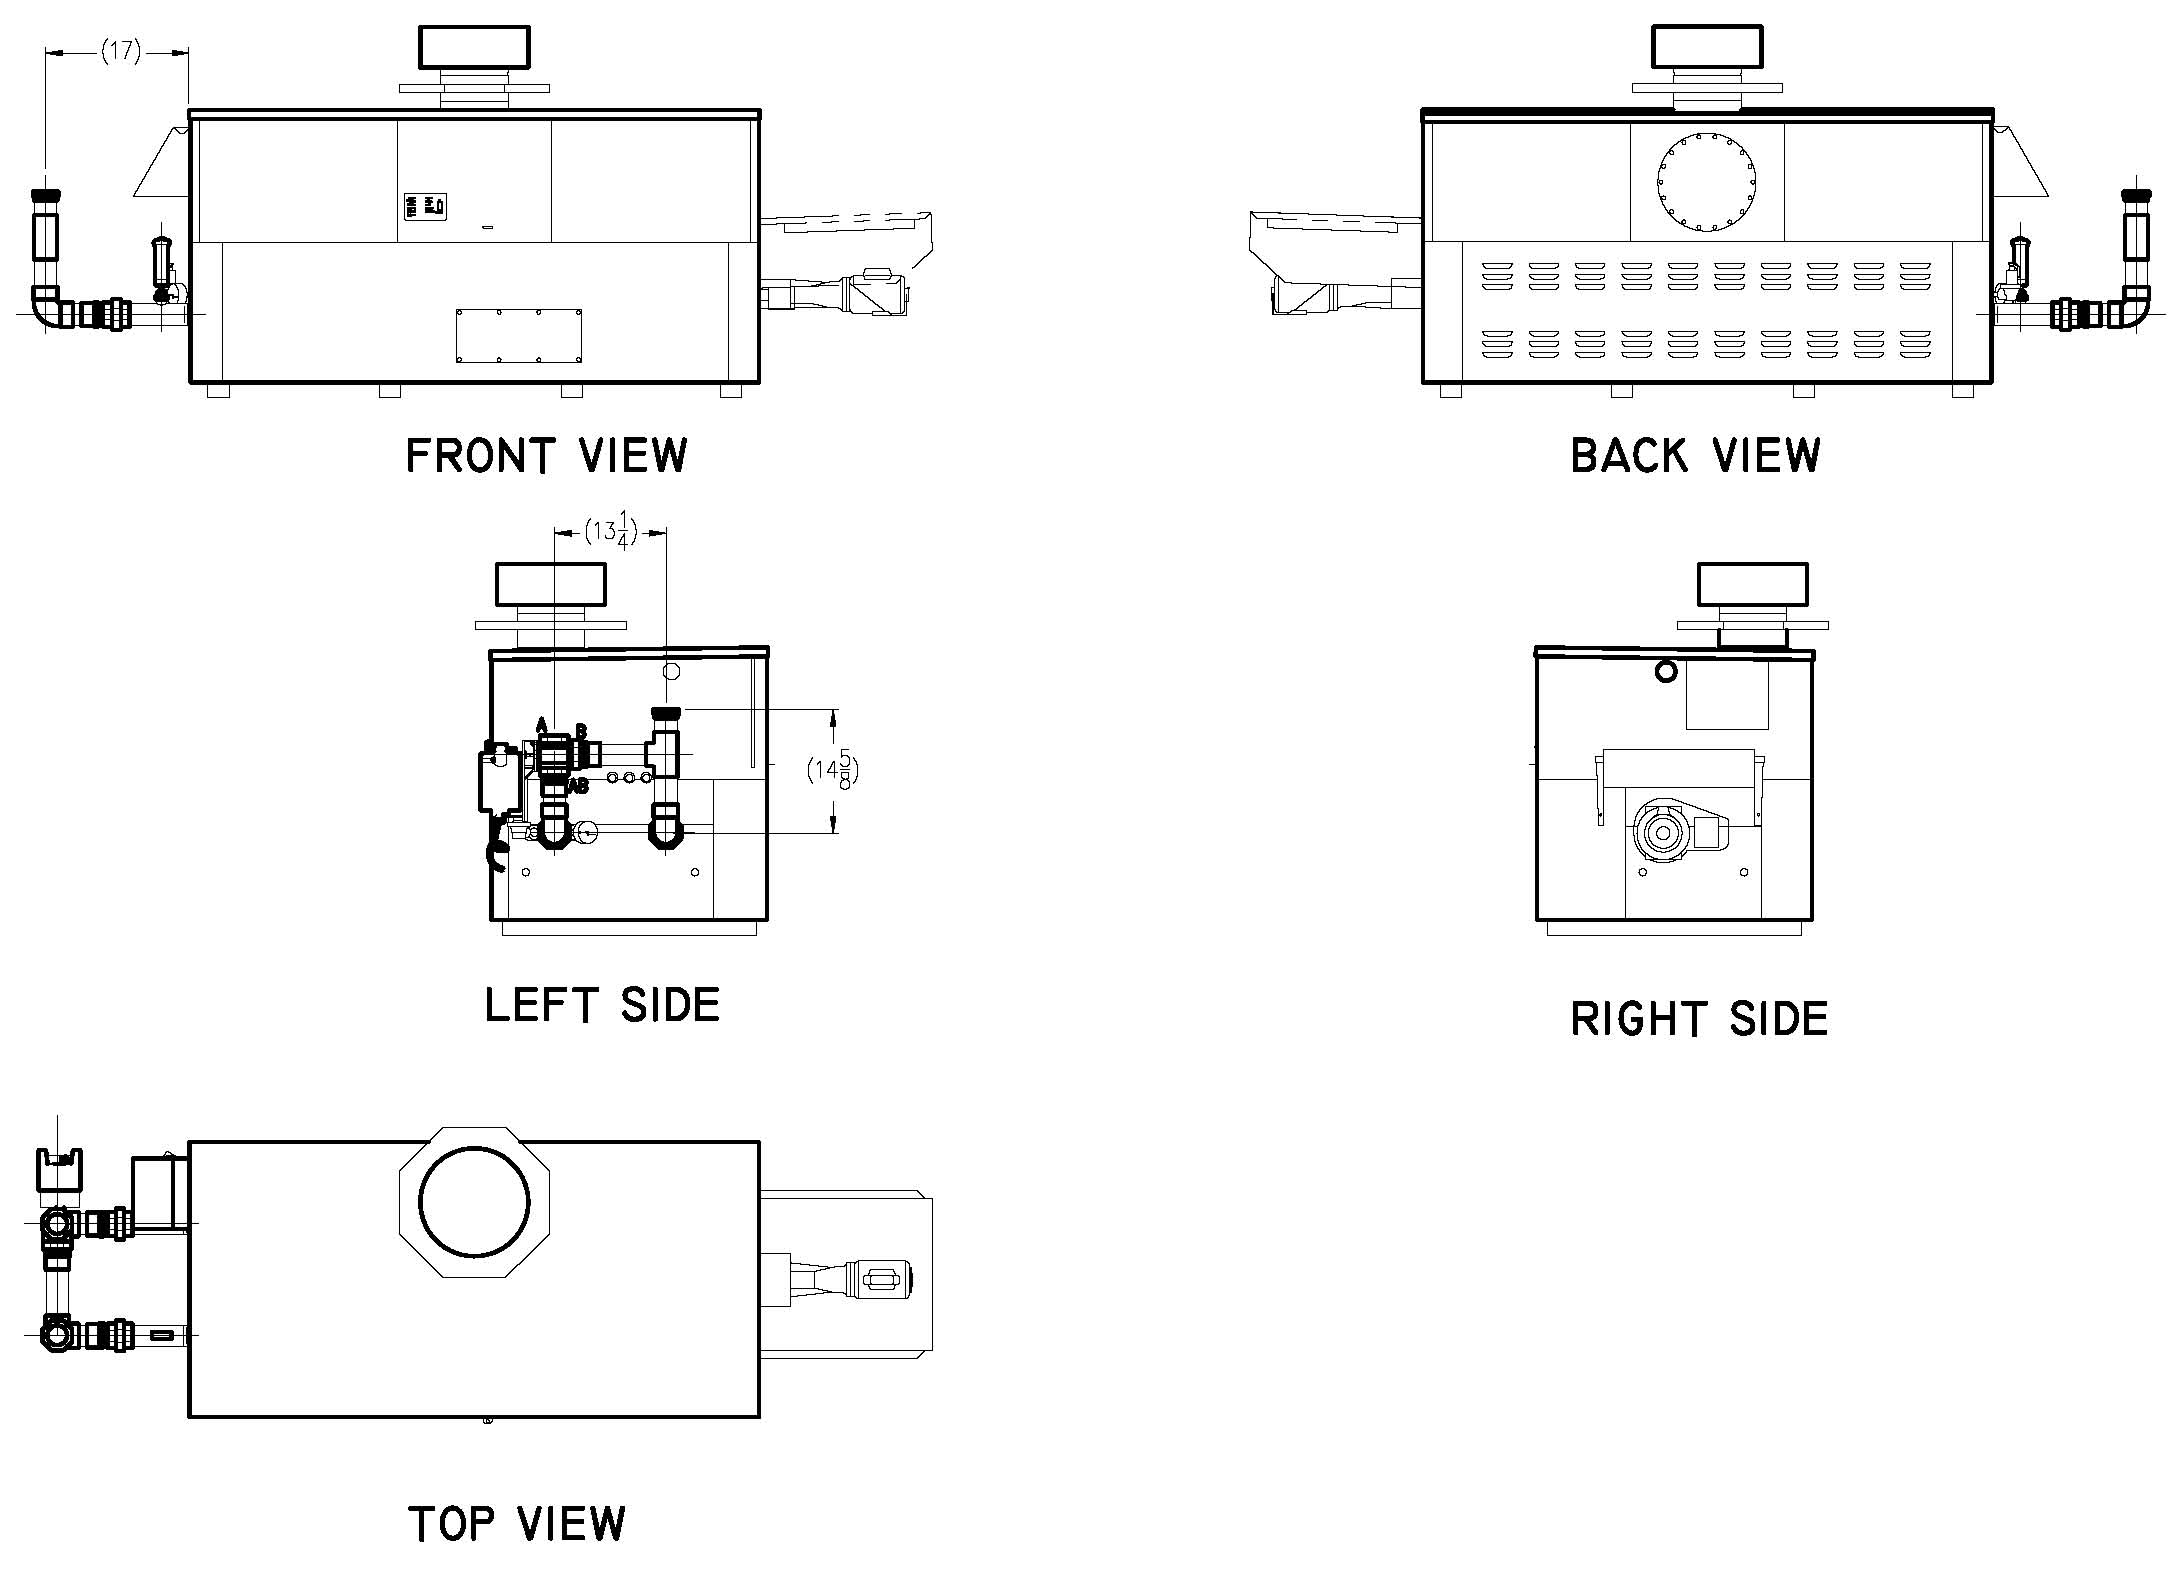 (17)
FRONT VIEW
BACK VIEW
(13 1/4)
A
B
AB
(14 5/8)
LEFT SIDE
RIGHT SIDE
TOP VIEW